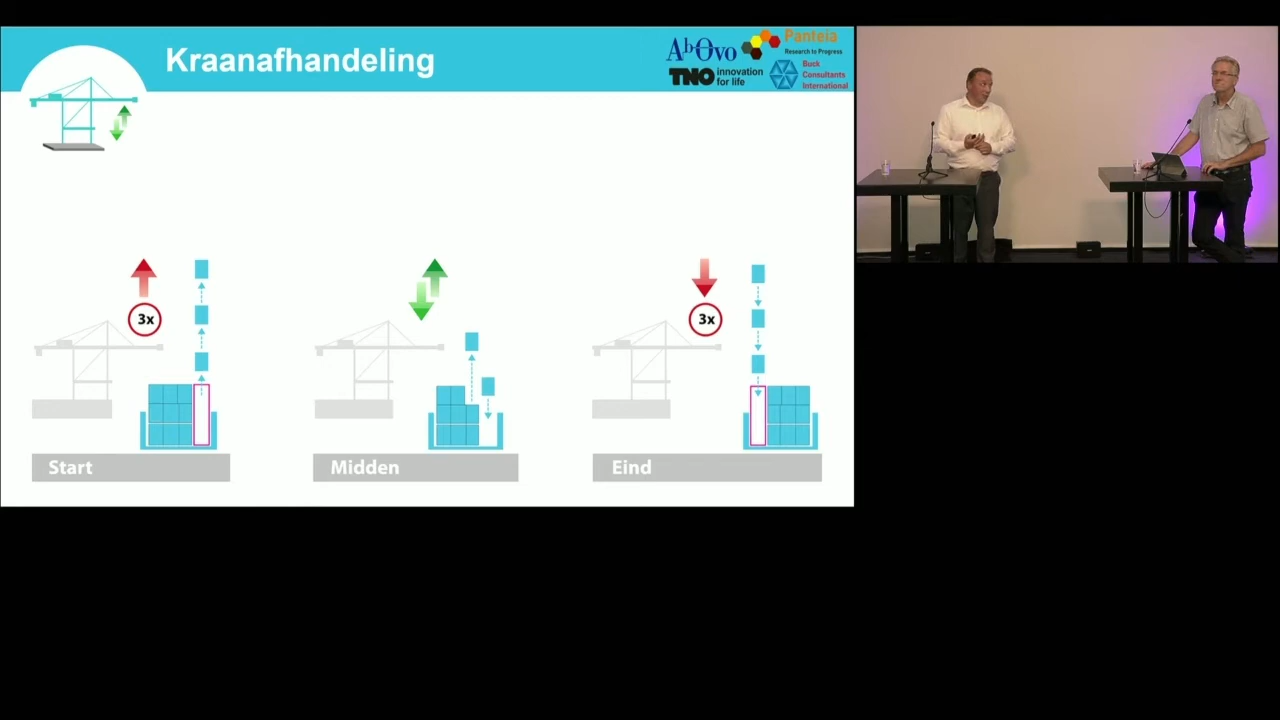 Kraanafhandeling
AbOvo
Panteia
Research to Progress
TNO innovation
for life
Buck
Consultants
International
3x
3x
Start
Midden
Eind